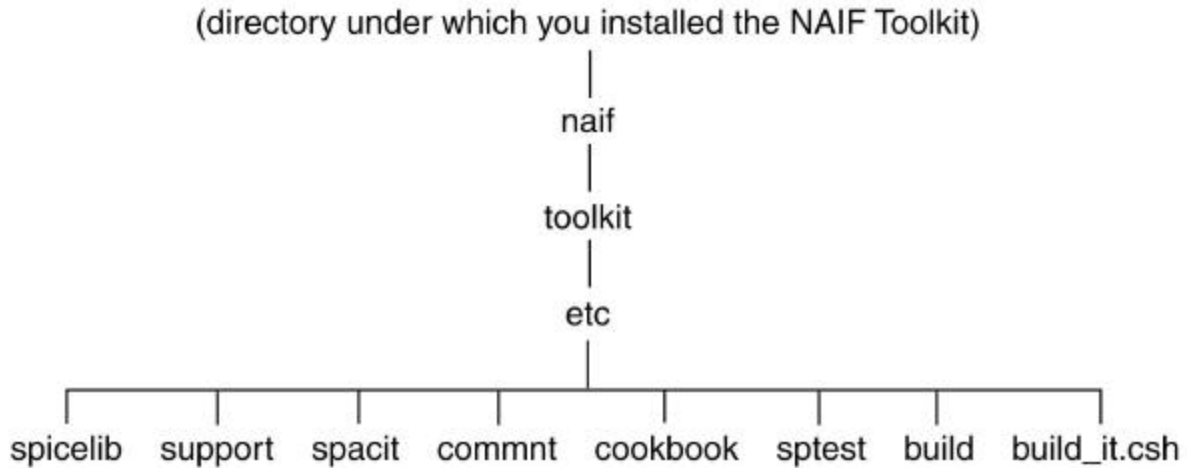 (directory under which you installed the NAIF Toolkit)
naif
toolkit
etc
spicelib support spacit commnt cookbook sptest build build_it.csh